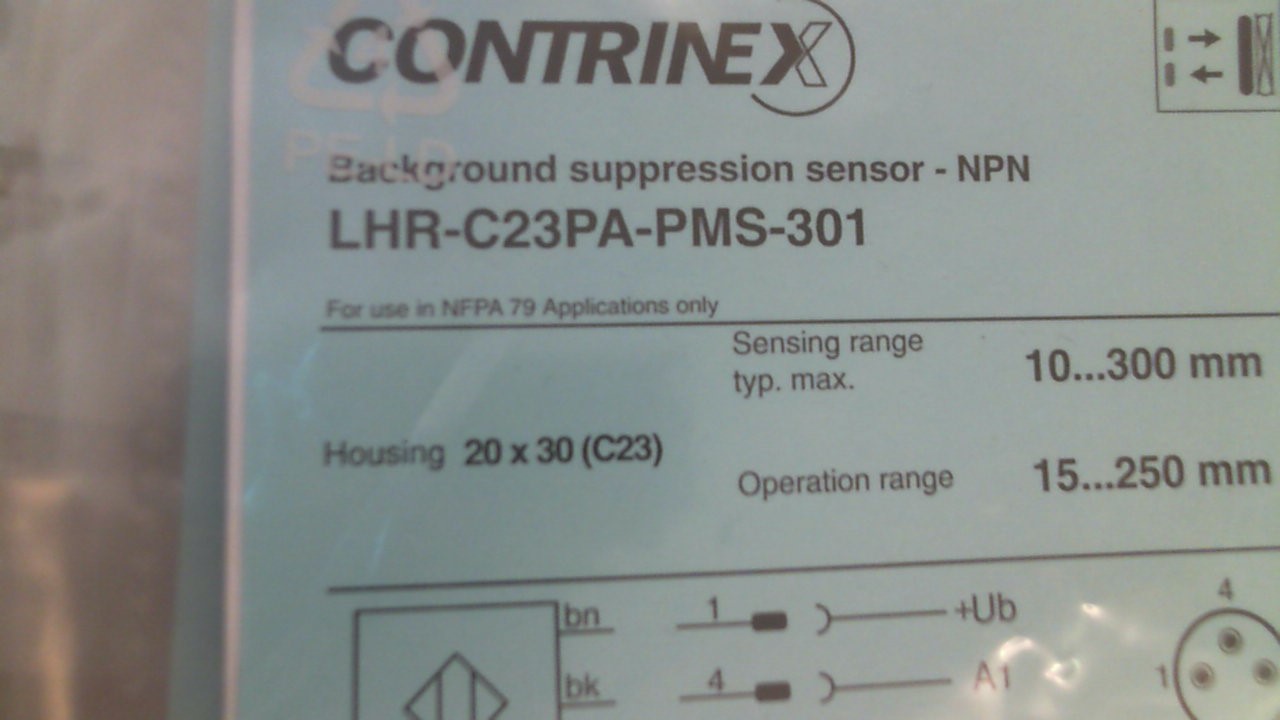 CONTRINEX
Background suppression sensor - NPN
LHR-C23PA-PMS-301
For use in NFPA 79 Applications only
Sensing range
typ. max.
10...300 mm
Housing 20 x 30 (C23)
Operation range
15...250 mm
bn 1 +Ub
4
bk 4 A1
1